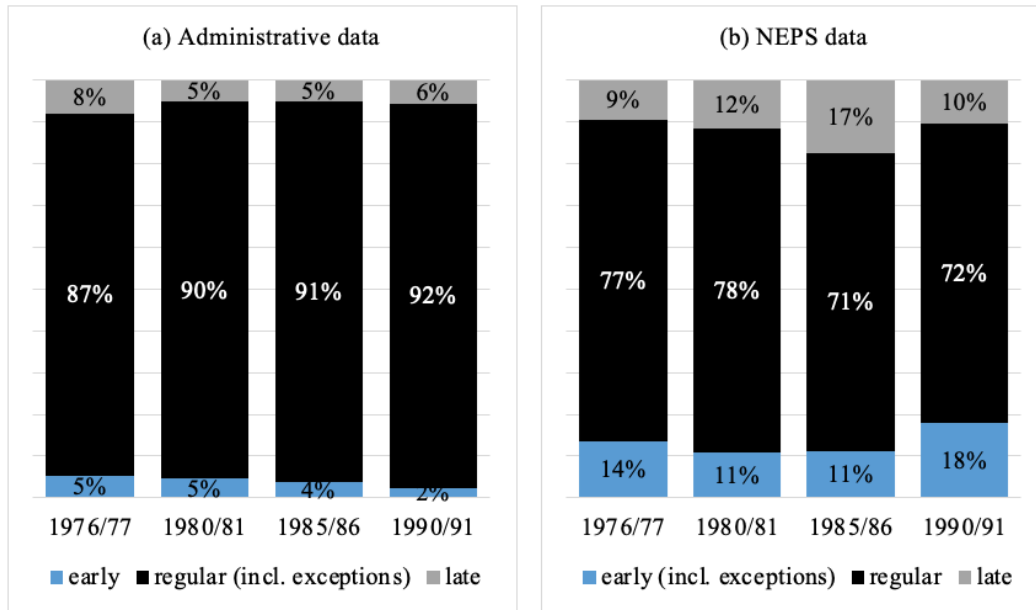 (a) Administrative data
8% 5% 5% 6%
87% 90% 91% 92%
5% 5% 4% 2%
1976/77 1980/81 1985/86 1990/91
early regular (incl. exceptions) late
(b) NEPS data
9% 12% 17% 10%
77% 78% 71% 72%
14% 11% 11% 18%
1976/77 1980/81 1985/86 1990/91
early (incl. exceptions) regular late